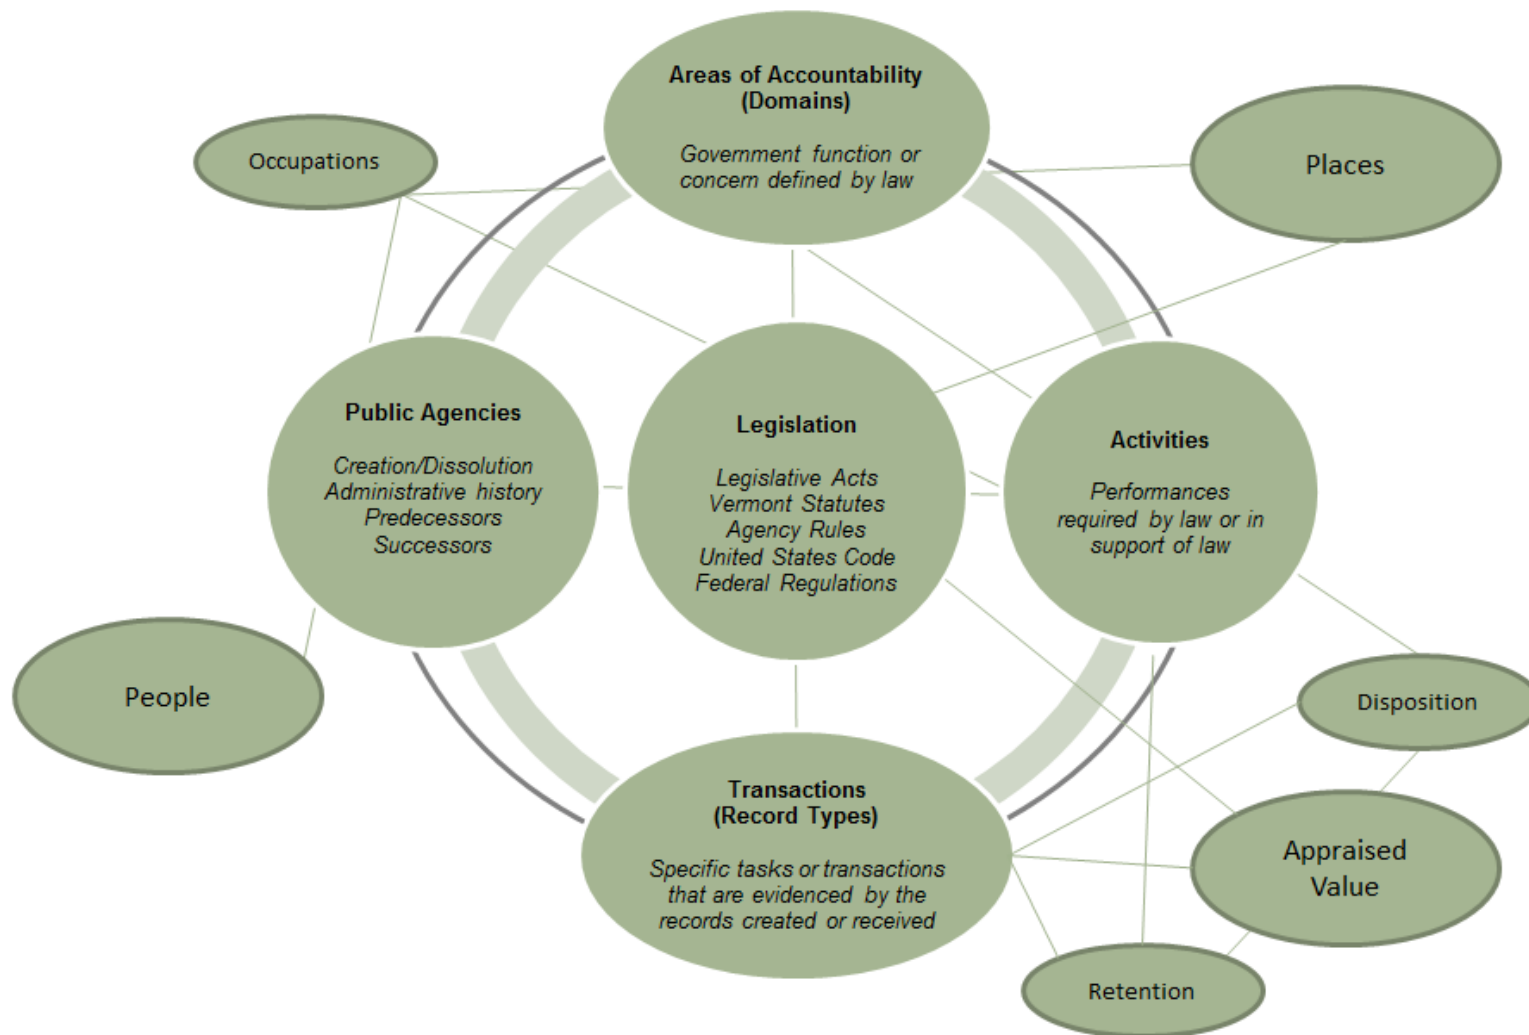 Areas of Accountability
(Domains)
Government function or
concern defined by law
Occupations
Places
Public Agencies
Creation/Dissolution
Administrative history
Predecessors
Successors
Legislation
Legislative Acts
Vermont Statutes
Agency Rules
United States Code
Federal Regulations
Activities
Performances
required by law or in
support of law
People
Disposition
Transactions
(Record Types)
Specific tasks or transactions
that are evidenced by the
records created or received
Appraised
Value
Retention